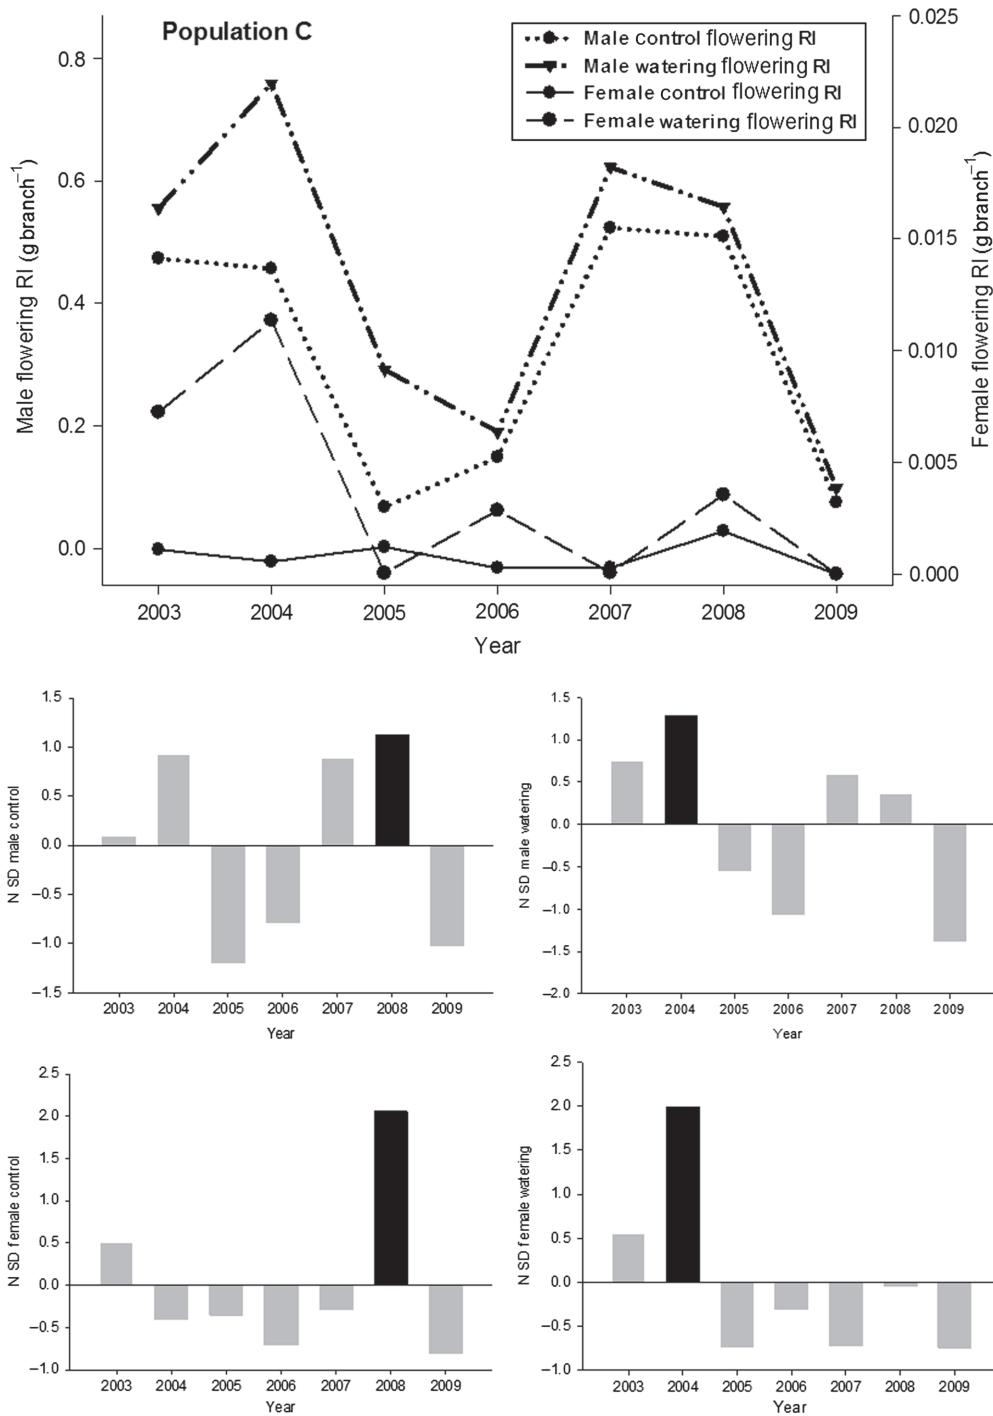 Population C
Male control flowering RI
Male watering flowering RI
Female control flowering RI
Female watering flowering RI
Male flowering RI (g branch⁻¹)
0.8
0.6
0.4
0.2
0.0
Female flowering RI (g branch⁻¹)
0.025
0.020
0.015
0.010
0.005
0.000
2003 2004 2005 2006 2007 2008 2009
Year
N SD male control
1.5
1.0
0.5
0.0
–0.5
–1.0
–1.5
2003 2004 2005 2006 2007 2008 2009
Year
N SD male watering
1.5
1.0
0.5
0.0
–0.5
–1.0
–1.5
–2.0
2003 2004 2005 2006 2007 2008 2009
Year
N SD female control
2.5
2.0
1.5
1.0
0.5
0.0
–0.5
–1.0
2003 2004 2005 2006 2007 2008 2009
Year
N SD female watering
2.5
2.0
1.5
1.0
0.5
0.0
–0.5
–1.0
2003 2004 2005 2006 2007 2008 2009
Year